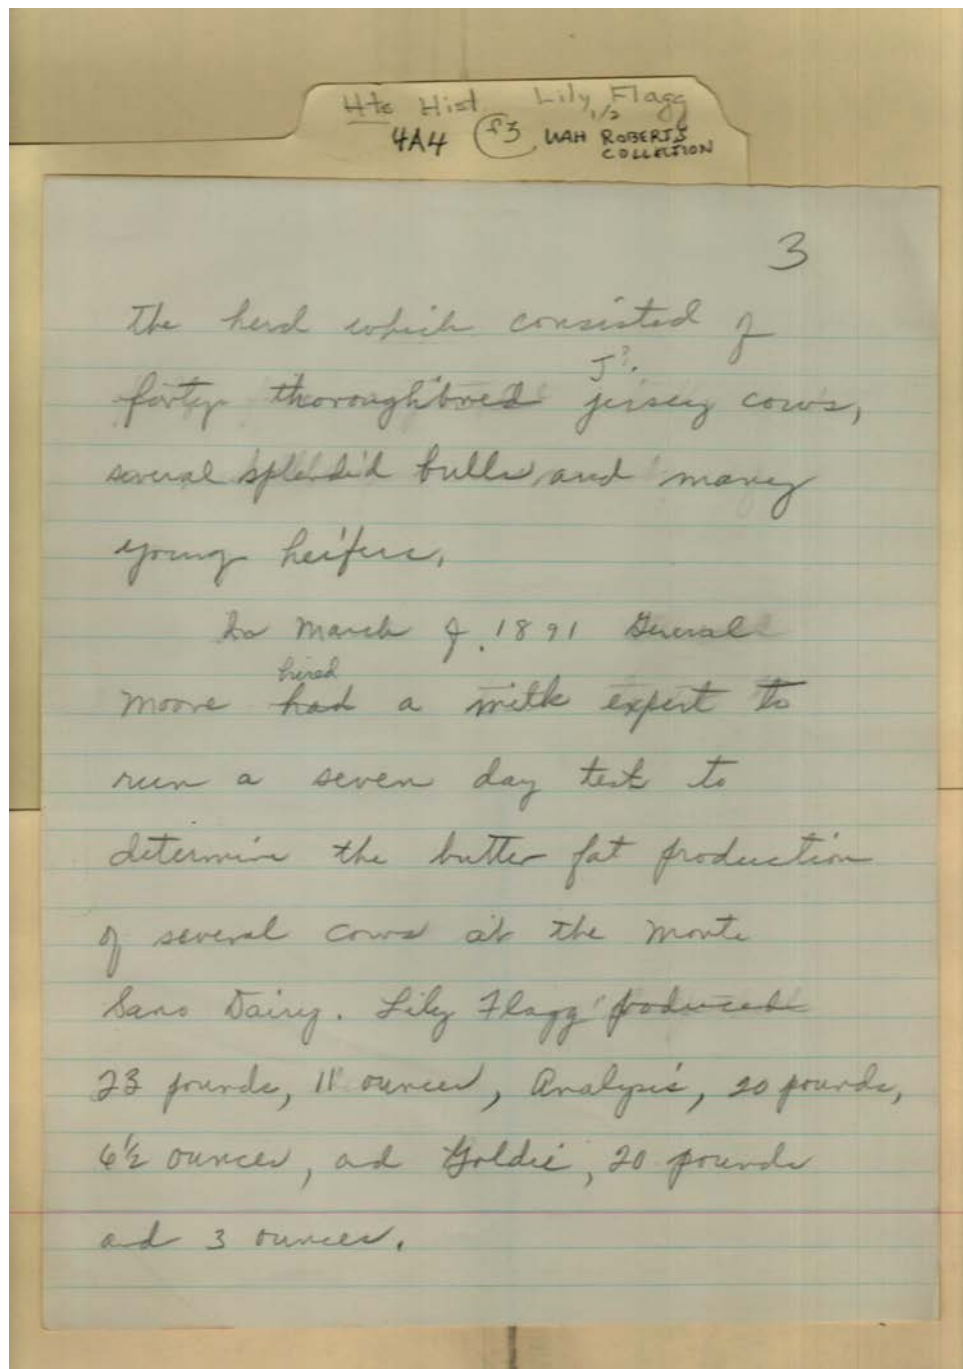 Hts Hist Lily Flagg
1/2
4A4 f3 UAH ROBERTS
COLLECTION
3
The herd which consisted of
J?.
forty thoroughbred jersey cows,
several splendid bulls, and many
young heifers.
In March of 1891 General
hired
Moore had a milk expert to
run a seven day test to
determine the butter fat production
of several cows at the Monte
Sano Dairy. Lily Flagg produced
23 pounds, 11 ounces, Analysis, 20 pounds,
6½ ounces, ad Goldie, 20 pounds
and 3 ounces.